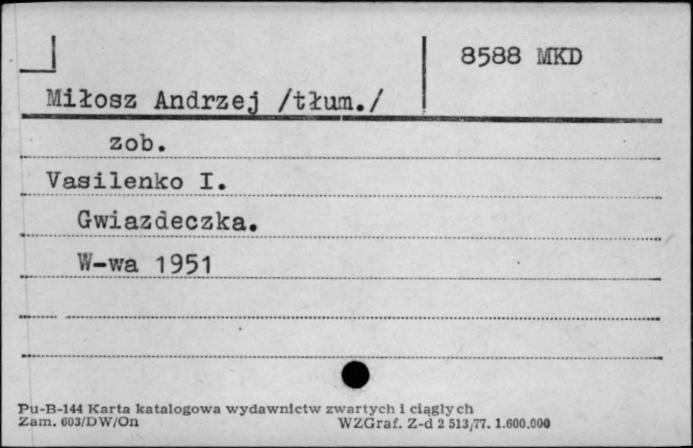 8588 MKD
Miłosz Andrzej /tłum./
zob.
Vasilenko I.
Gwiazdeczka.
W-wa 1951
Pu-B-144 Karta katalogowa wydawnictw zwartych i ciągłych
Zam. 603/DW/On WZGraf. Z-d 2 513/77. 1.600.000